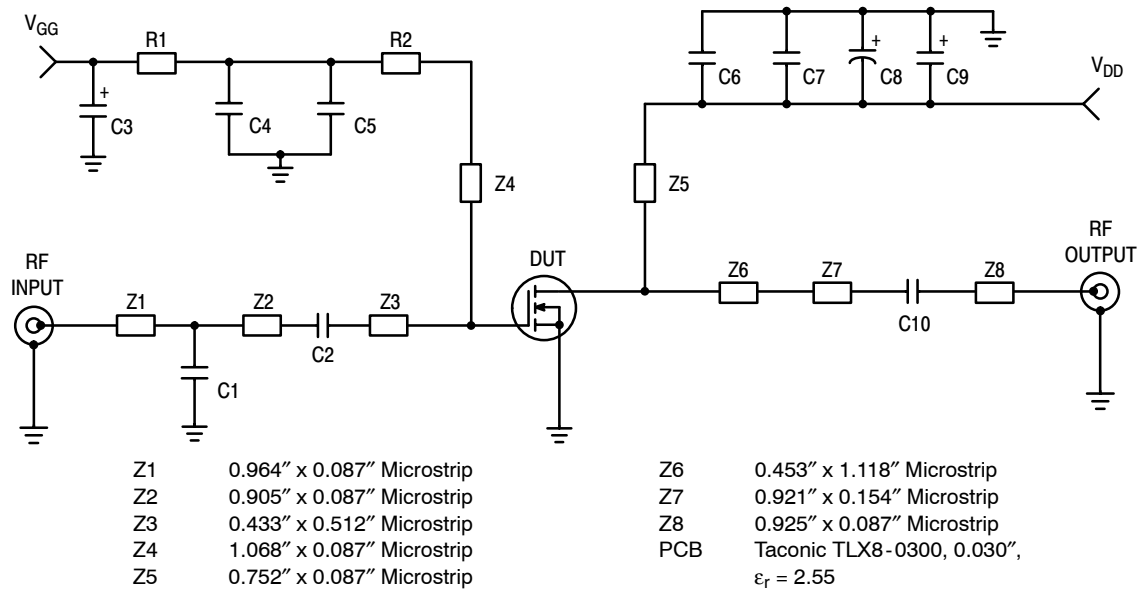 VGG
R1
R2
+
C3
C4
C5
Z4
C6
C7
+
C8
+
C9
VDD
Z5
RF
INPUT
Z1
Z2
Z3
C2
C1
DUT
Z6
Z7
C10
Z8
RF
OUTPUT
Z1 0.964″ x 0.087″ Microstrip
Z2 0.905″ x 0.087″ Microstrip
Z3 0.433″ x 0.512″ Microstrip
Z4 1.068″ x 0.087″ Microstrip
Z5 0.752″ x 0.087″ Microstrip
Z6 0.453″ x 1.118″ Microstrip
Z7 0.921″ x 0.154″ Microstrip
Z8 0.925″ x 0.087″ Microstrip
PCB Taconic TLX8-0300, 0.030″,
εr = 2.55